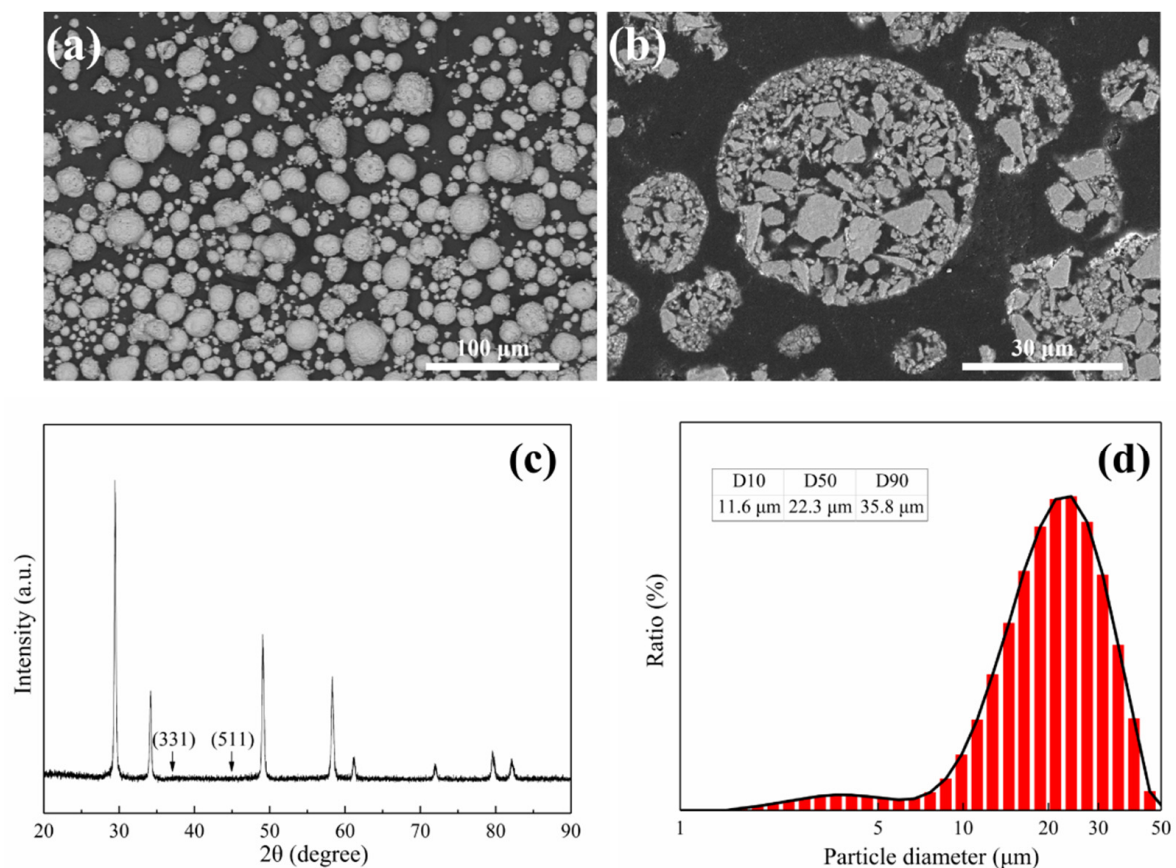 (a)
100 μm
(b)
30 μm
(c)
Intensity (a.u.)
(331)
(511)
20 30 40 50 60 70 80 90
2θ (degree)
(d)
D10 D50 D90
11.6 μm 22.3 μm 35.8 μm
Ratio (%)
1 5 10 20 30 50
Particle diameter (μm)